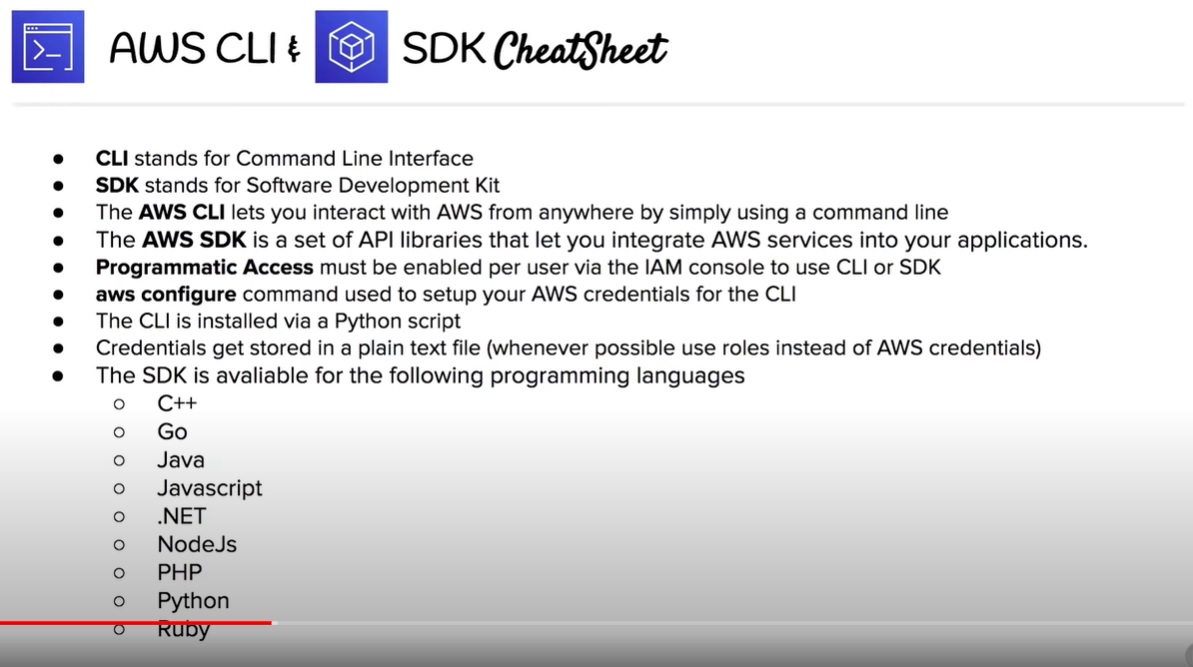 AWS CLI & SDK CheatSheet
● CLI stands for Command Line Interface
● SDK stands for Software Development Kit
● The AWS CLI lets you interact with AWS from anywhere by simply using a command line
● The AWS SDK is a set of API libraries that let you integrate AWS services into your applications.
● Programmatic Access must be enabled per user via the IAM console to use CLI or SDK
● aws configure command used to setup your AWS credentials for the CLI
● The CLI is installed via a Python script
● Credentials get stored in a plain text file (whenever possible use roles instead of AWS credentials)
● The SDK is avaliable for the following programming languages
○ C++
○ Go
○ Java
○ Javascript
○ .NET
○ NodeJs
○ PHP
○ Python
○ Ruby